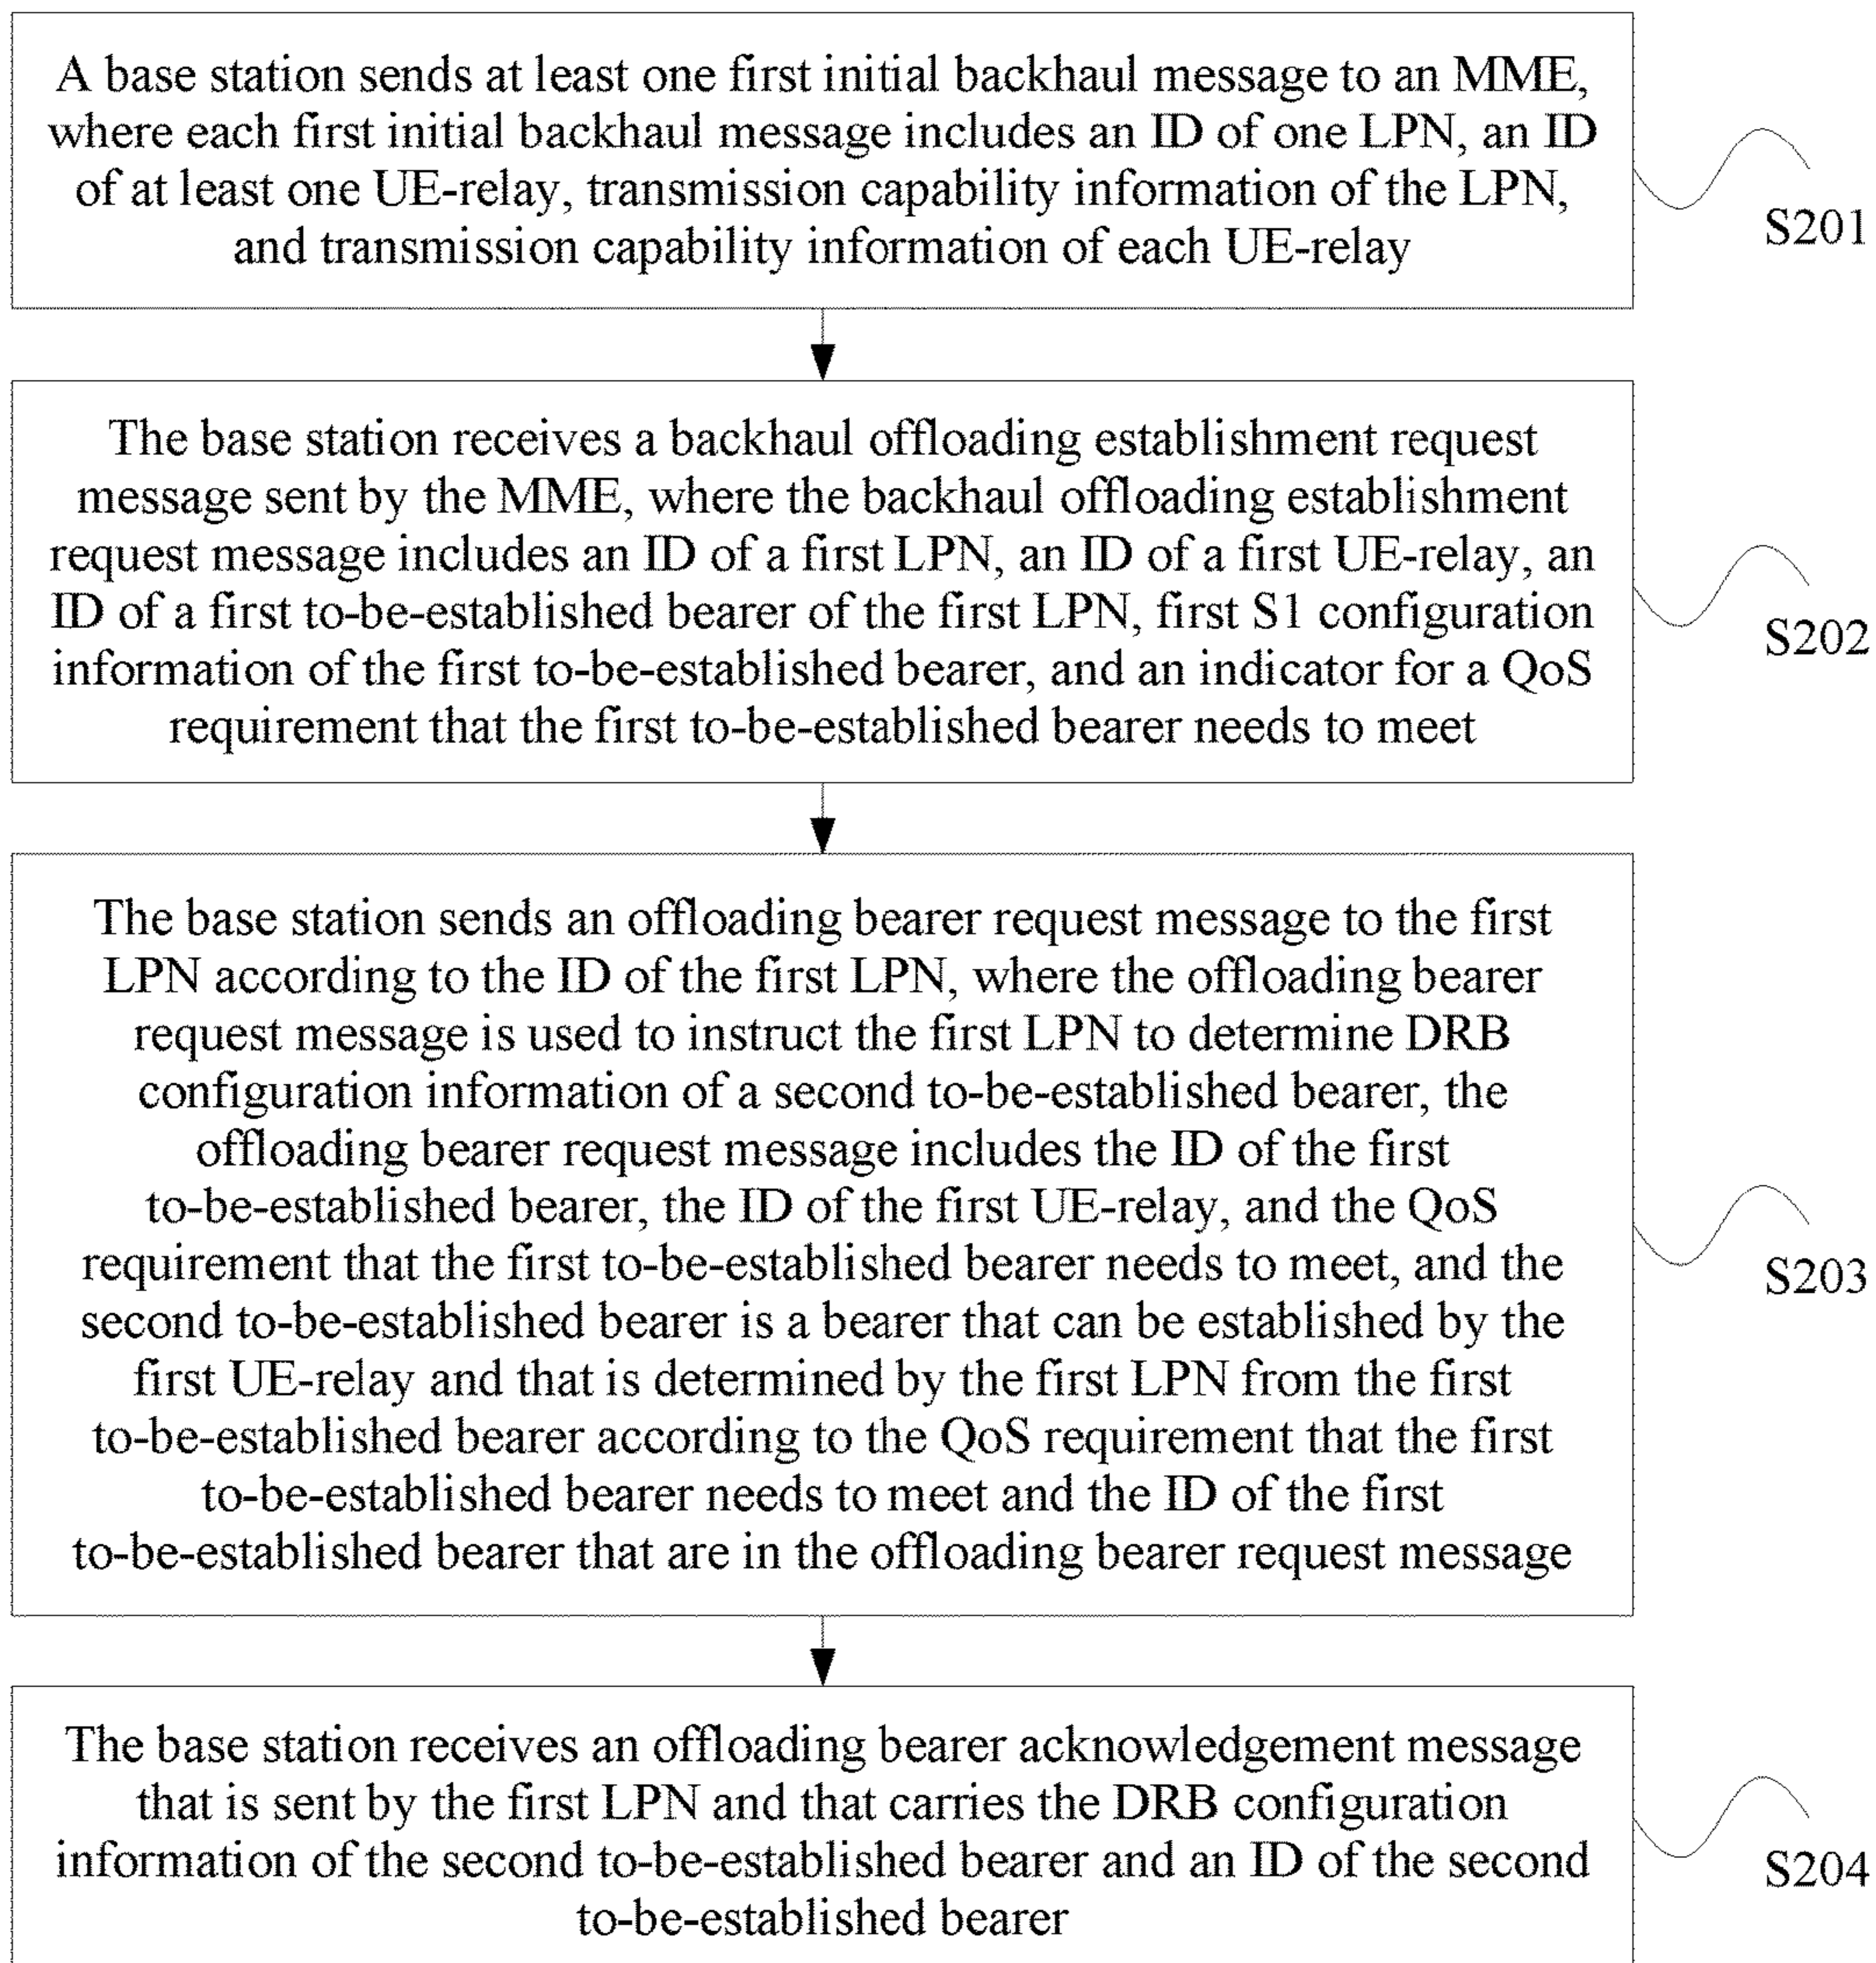 A base station sends at least one first initial backhaul message to an MME,
where each first initial backhaul message includes an ID of one LPN, an ID
of at least one UE-relay, transmission capability information of the LPN,
and transmission capability information of each UE-relay
S201
The base station receives a backhaul offloading establishment request
message sent by the MME, where the backhaul offloading establishment
request message includes an ID of a first LPN, an ID of a first UE-relay, an
ID of a first to-be-established bearer of the first LPN, first S1 configuration
information of the first to-be-established bearer, and an indicator for a QoS
requirement that the first to-be-established bearer needs to meet
S202
The base station sends an offloading bearer request message to the first
LPN according to the ID of the first LPN, where the offloading bearer
request message is used to instruct the first LPN to determine DRB
configuration information of a second to-be-established bearer, the
offloading bearer request message includes the ID of the first
to-be-established bearer, the ID of the first UE-relay, and the QoS
requirement that the first to-be-established bearer needs to meet, and the
second to-be-established bearer is a bearer that can be established by the
first UE-relay and that is determined by the first LPN from the first
to-be-established bearer according to the QoS requirement that the first
to-be-established bearer needs to meet and the ID of the first
to-be-established bearer that are in the offloading bearer request message
S203
The base station receives an offloading bearer acknowledgement message
that is sent by the first LPN and that carries the DRB configuration
information of the second to-be-established bearer and an ID of the second
to-be-established bearer
S204